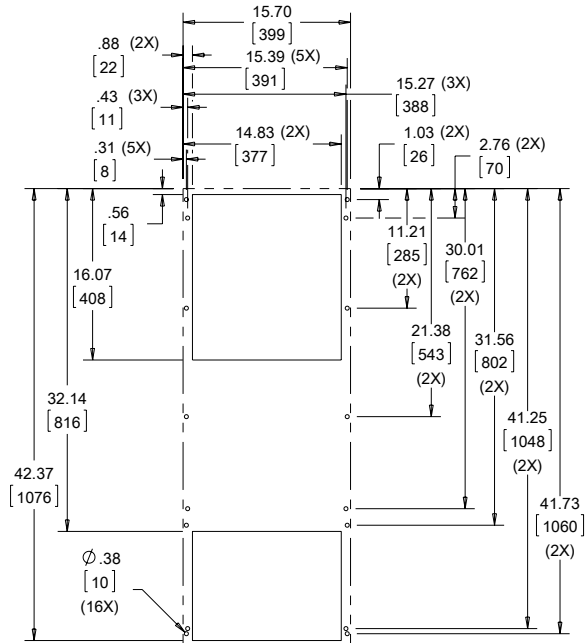 15.70
[399]
.88 (2X)
[22]
15.39 (5X)
[391]
.43 (3X)
[11]
15.27 (3X)
[388]
.31 (5X)
[8]
14.83 (2X)
[377]
1.03 (2X)
[26]
2.76 (2X)
[70]
.56
[14]
16.07
[408]
11.21
[285]
(2X)
30.01
[762]
(2X)
21.38
[543]
(2X)
31.56
[802]
(2X)
32.14
[816]
41.25
[1048]
(2X)
42.37
[1076]
41.73
[1060]
(2X)
Ø .38
[10]
(16X)